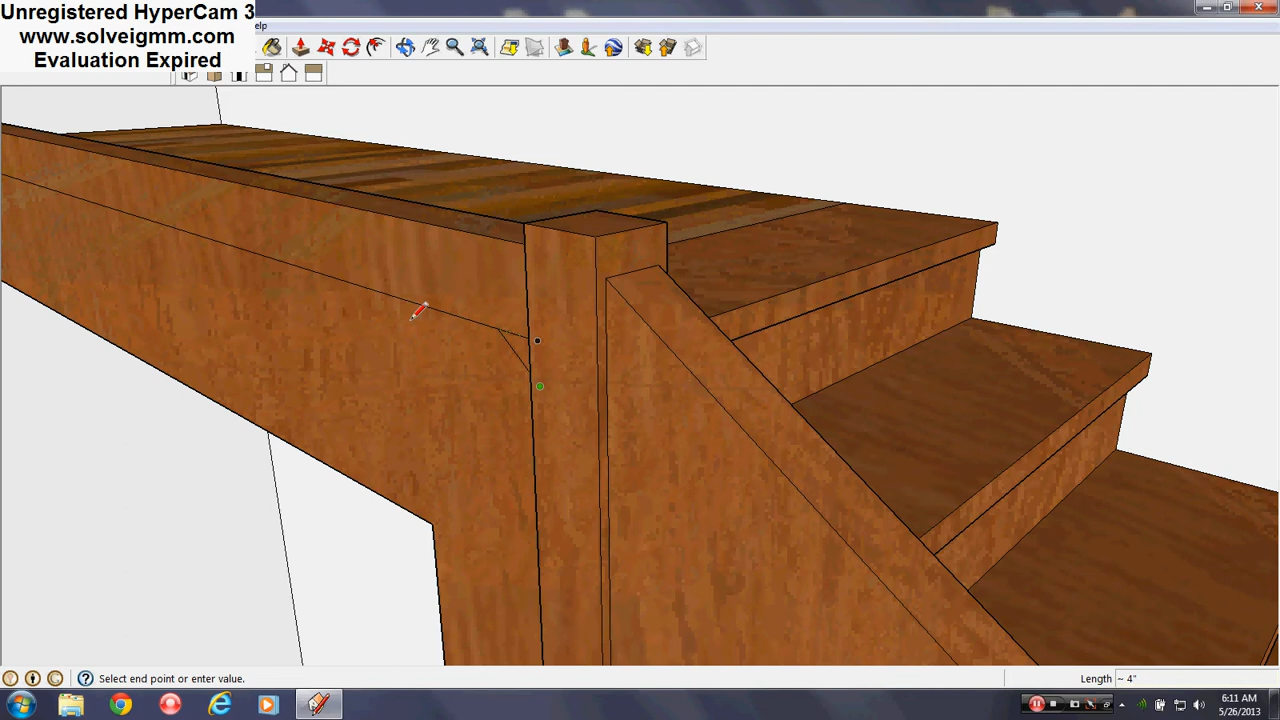 Unregistered HyperCam 3
www.solveigmm.com
Evaluation Expired
elp
Select end point or enter value.
Length
~ 4"
6:11 AM
5/26/2013